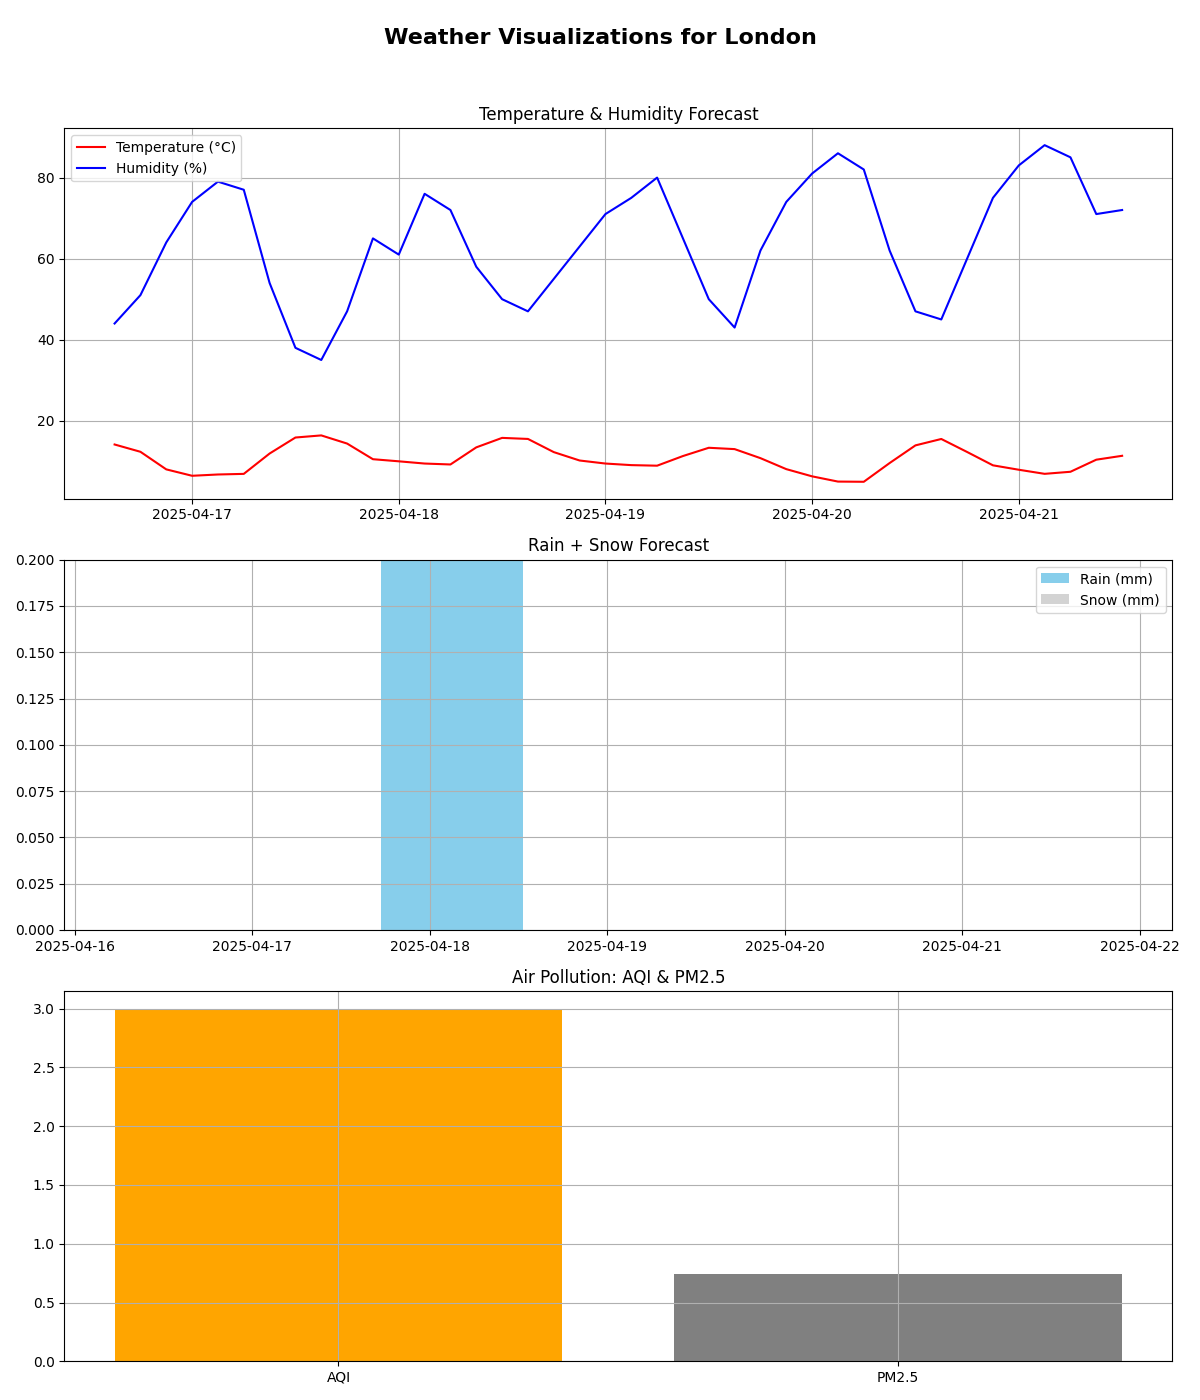 Weather Visualizations for London
Temperature & Humidity Forecast
Temperature (°C)
Humidity (%)
80
60
40
20
2025-04-17 2025-04-18 2025-04-19 2025-04-20 2025-04-21
Rain + Snow Forecast
Rain (mm)
Snow (mm)
0.200
0.175
0.150
0.125
0.100
0.075
0.050
0.025
0.000
2025-04-16 2025-04-17 2025-04-18 2025-04-19 2025-04-20 2025-04-21 2025-04-22
Air Pollution: AQI & PM2.5
3.0
2.5
2.0
1.5
1.0
0.5
0.0
AQI PM2.5